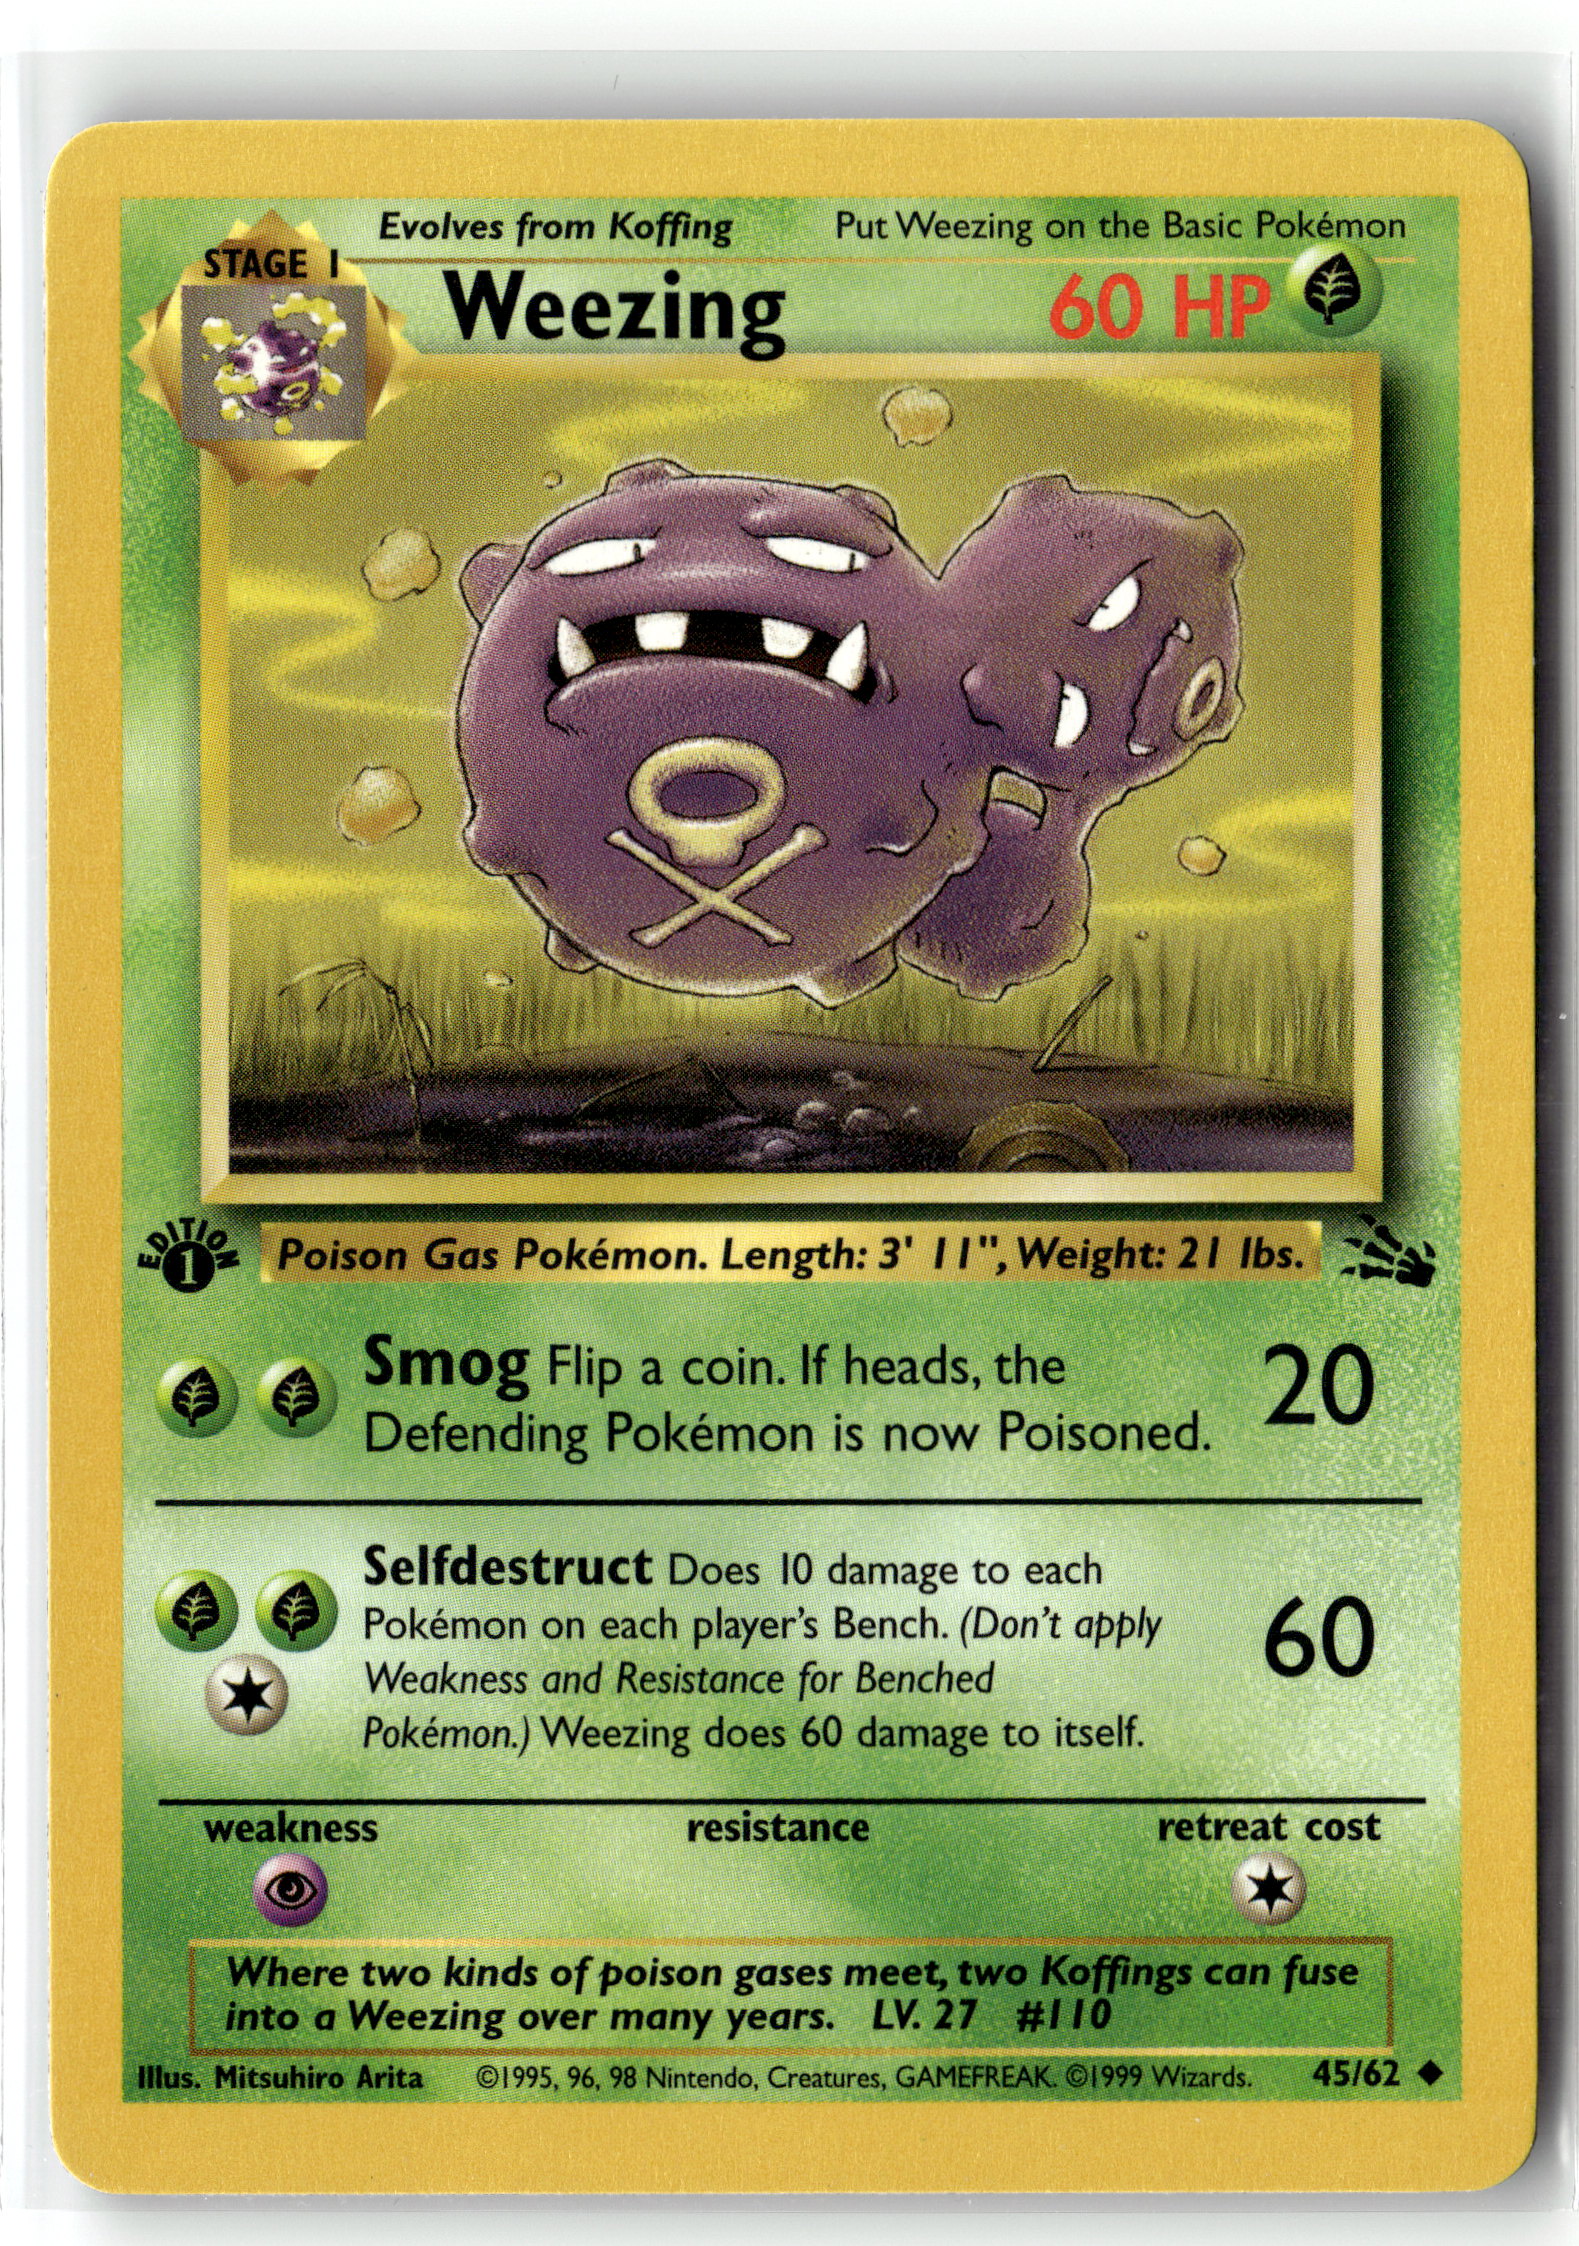 Evolves from Koffing Put Weezing on the Basic Pokémon
STAGE 1
Weezing 60 HP
EDITION 1
Poison Gas Pokémon. Length: 3' 11", Weight: 21 lbs.
Smog Flip a coin. If heads, the
Defending Pokémon is now Poisoned.
20
Selfdestruct Does 10 damage to each
Pokémon on each player's Bench. (Don't apply
Weakness and Resistance for Benched
Pokémon.) Weezing does 60 damage to itself.
60
weakness resistance retreat cost
Where two kinds of poison gases meet, two Koffings can fuse
into a Weezing over many years. LV. 27 #110
Illus. Mitsuhiro Arita ©1995, 96, 98 Nintendo, Creatures, GAMEFREAK. ©1999 Wizards. 45/62